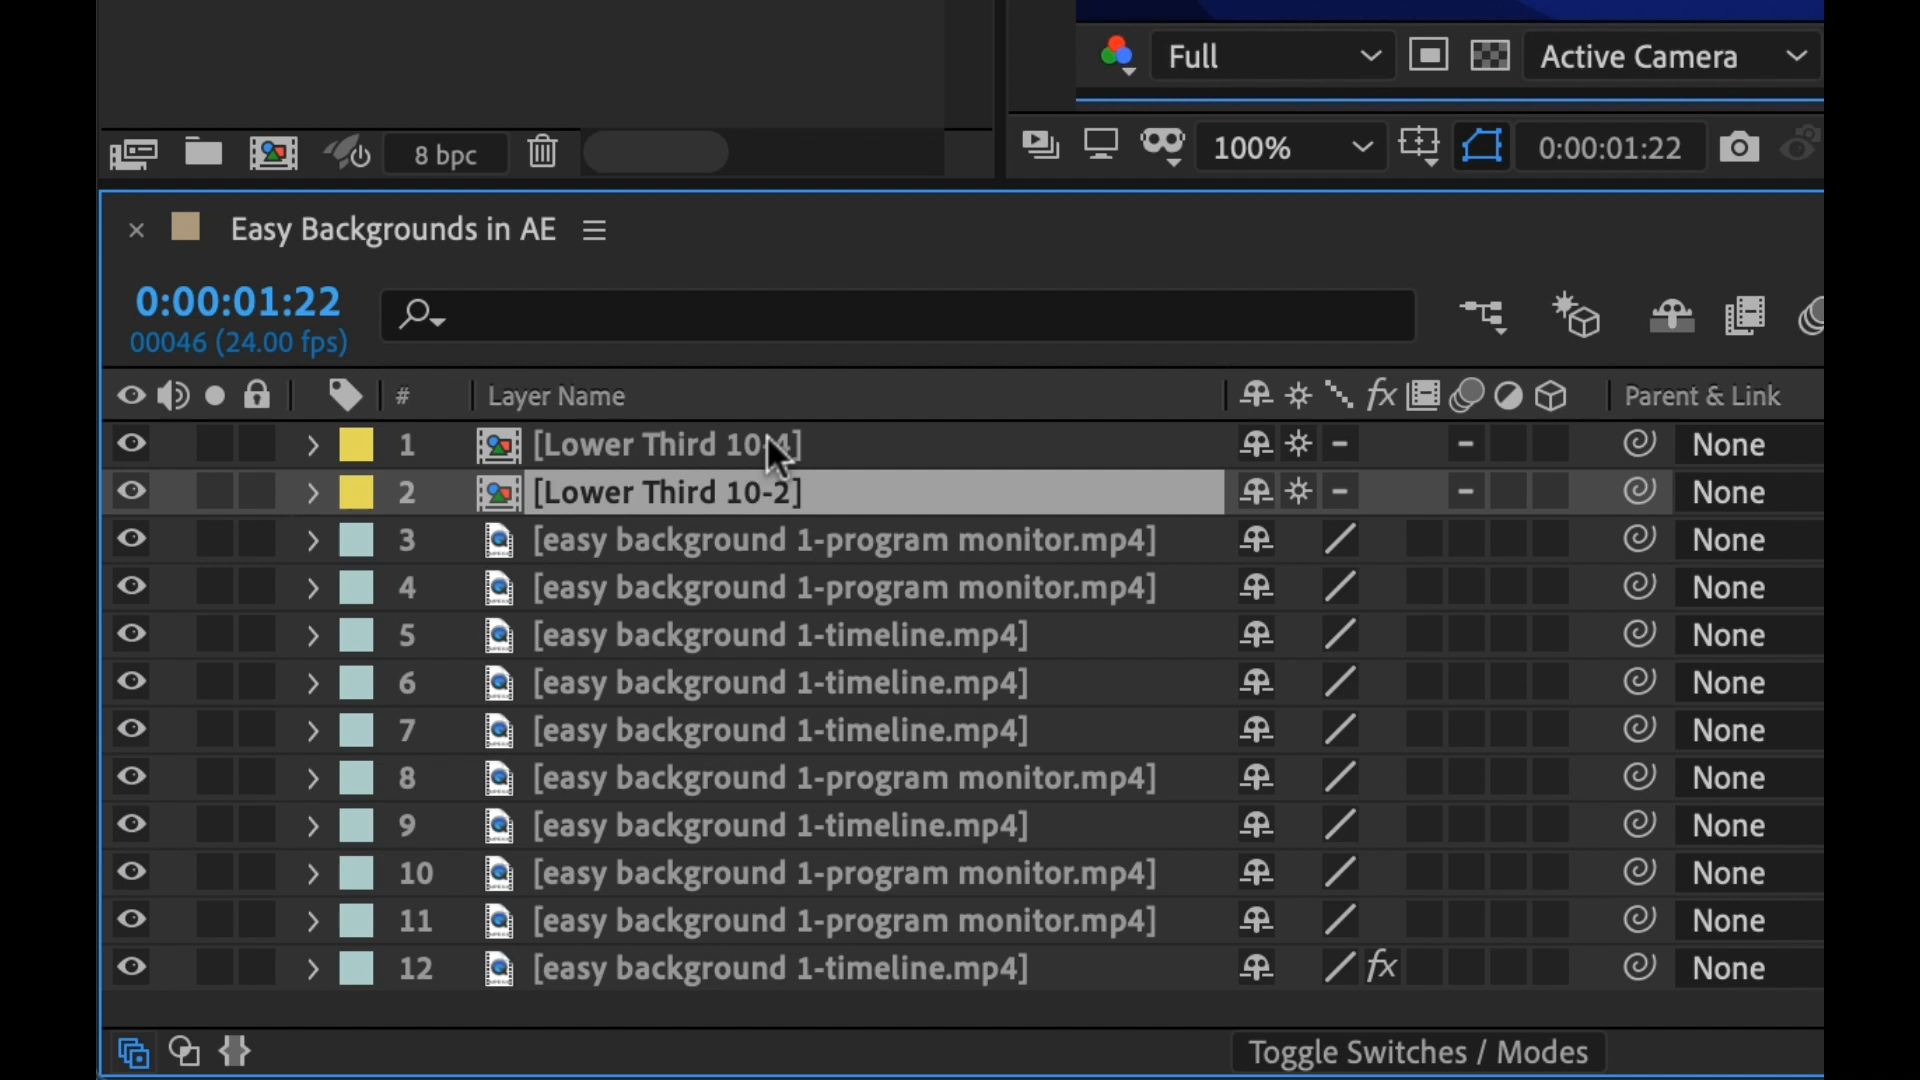 Full
Active Camera
8 bpc
100%
0:00:01:22
Easy Backgrounds in AE
0:00:01:22
00046 (24.00 fps)
# Layer Name fx Parent & Link
1 [Lower Third 10-4] None
2 [Lower Third 10-2] None
3 [easy background 1-program monitor.mp4] None
4 [easy background 1-program monitor.mp4] None
5 [easy background 1-timeline.mp4] None
6 [easy background 1-timeline.mp4] None
7 [easy background 1-timeline.mp4] None
8 [easy background 1-program monitor.mp4] None
9 [easy background 1-timeline.mp4] None
10 [easy background 1-program monitor.mp4] None
11 [easy background 1-program monitor.mp4] None
12 [easy background 1-timeline.mp4] fx None
Toggle Switches / Modes